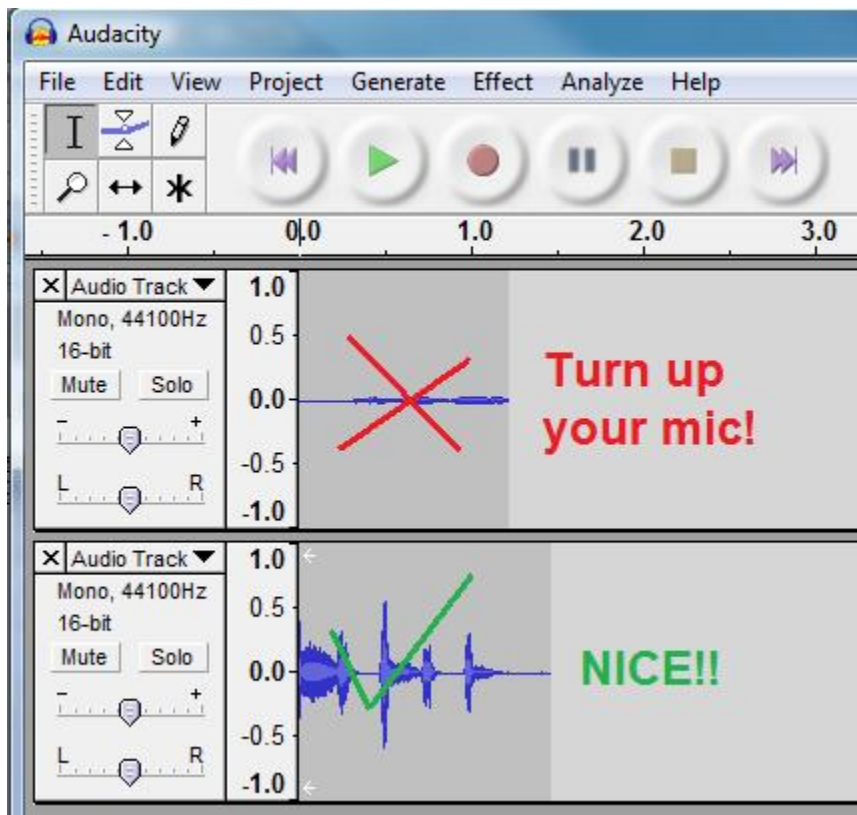 Audacity
File Edit View Project Generate Effect Analyze Help
- 1.0 0.0 1.0 2.0 3.0
X Audio Track
Mono, 44100Hz
16-bit
Mute Solo
- +
L R
1.0
0.5
0.0
-0.5
-1.0
Turn up
your mic!
X Audio Track
Mono, 44100Hz
16-bit
Mute Solo
- +
L R
1.0
0.5
0.0
-0.5
-1.0
NICE!!